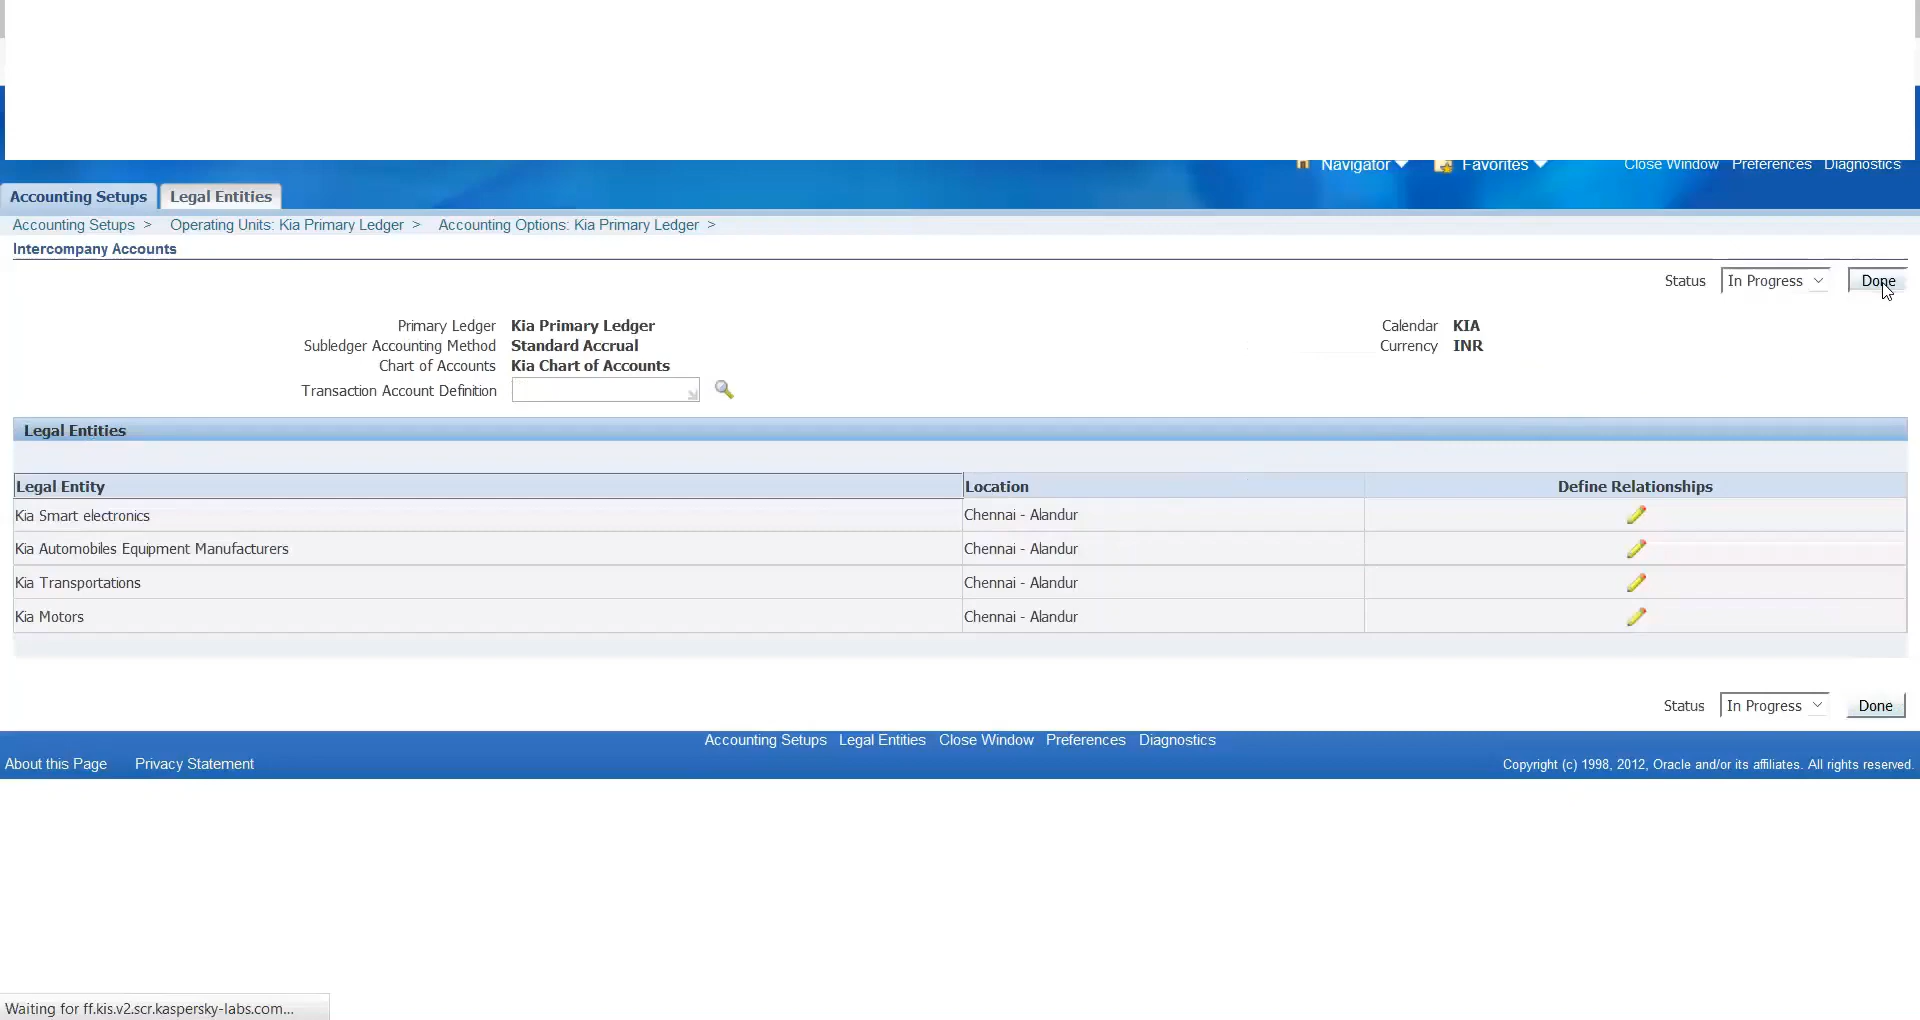 Navigator Favorites Close Window Preferences Diagnostics
Accounting Setups Legal Entities
Accounting Setups > Operating Units: Kia Primary Ledger > Accounting Options: Kia Primary Ledger >
Intercompany Accounts
Status In Progress Done
Primary Ledger Kia Primary Ledger Calendar KIA
Subledger Accounting Method Standard Accrual Currency INR
Chart of Accounts Kia Chart of Accounts
Transaction Account Definition
Legal Entities
Legal Entity Location Define Relationships
Kia Smart electronics Chennai - Alandur
Kia Automobiles Equipment Manufacturers Chennai - Alandur
Kia Transportations Chennai - Alandur
Kia Motors Chennai - Alandur
Status In Progress Done
Accounting Setups Legal Entities Close Window Preferences Diagnostics
About this Page Privacy Statement Copyright (c) 1998, 2012, Oracle and/or its affiliates. All rights reserved.
Waiting for ff.kis.v2.scr.kaspersky-labs.com...